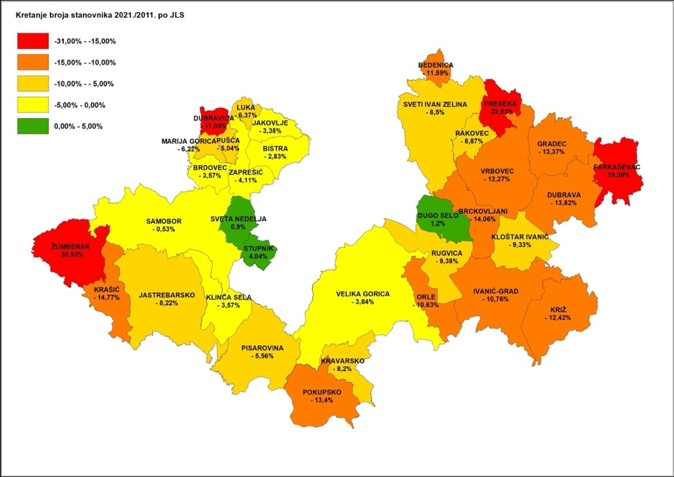 Kretanje broja stanovnika 2021./2011. po JLS
-31,00% - -15,00%
-15,00% - -10,00%
-10,00% - -5,00%
-5,00% - 0,00%
0,00% - 5,00%
BEDENICA
- 11,59%
SVETI IVAN ZELINA
- 8,5%
PRESEKA
- 22,03%
RAKOVEC
- 8,87%
GRADEC
- 13,37%
FARKAŠEVAC
- 19,38%
VRBOVEC
- 12,27%
DUBRAVA
- 13,82%
LUKA
- 6,37%
DUBRAVICA
JAKOVLJE
- 3,38%
MARIJA GORICA
- 6,22%
PUŠĆA
- 5,04%
BISTRA
- 2,83%
BRDOVEC
- 3,57%
ZAPREŠIĆ
- 4,11%
SAMOBOR
- 0,53%
SVETA NEDELJA
0,9%
STUPNIK
4,04%
DUGO SELO
1,2%
BRCKOVLJANI
- 14,06%
KLOŠTAR IVANIĆ
- 9,33%
RUGVICA
- 9,38%
ŽUMBERAK
- 30,92%
KRAŠIĆ
- 14,77%
JASTREBARSKO
- 8,22%
KLINČA SELA
- 3,57%
VELIKA GORICA
- 3,84%
ORLE
- 10,63%
IVANIĆ-GRAD
- 10,76%
KRIŽ
- 12,42%
PISAROVINA
- 5,56%
KRAVARSKO
- 8,2%
POKUPSKO
- 13,4%